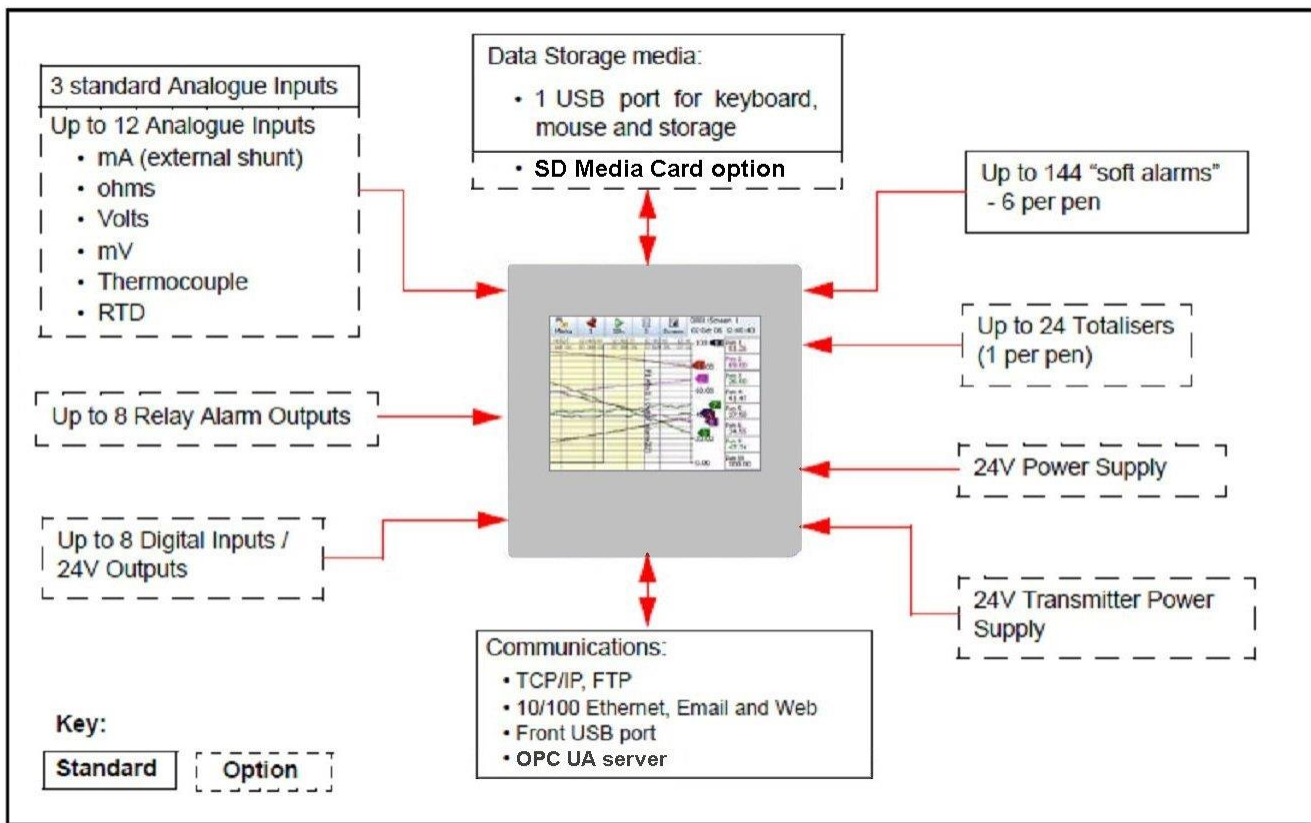 3 standard Analogue Inputs
Up to 12 Analogue Inputs
• mA (external shunt)
• ohms
• Volts
• mV
• Thermocouple
• RTD
Data Storage media:
• 1 USB port for keyboard,
mouse and storage
• SD Media Card option
Up to 144 “soft alarms”
- 6 per pen
Up to 24 Totalisers
(1 per pen)
Up to 8 Relay Alarm Outputs
24V Power Supply
Up to 8 Digital Inputs /
24V Outputs
24V Transmitter Power
Supply
Communications:
• TCP/IP, FTP
• 10/100 Ethernet, Email and Web
• Front USB port
• OPC UA server
Key:
Standard
Option